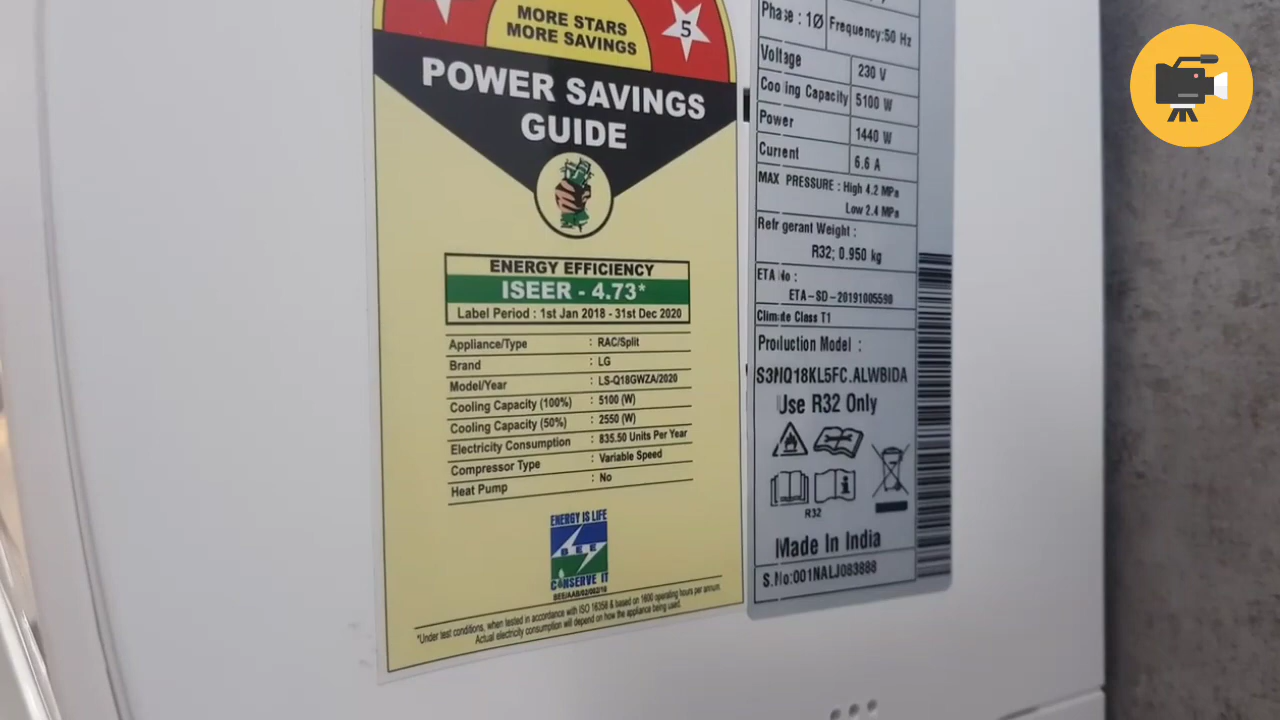 MORE STARS
MORE SAVINGS
5
POWER SAVINGS
GUIDE
ENERGY EFFICIENCY
ISEER - 4.73*
Label Period : 1st Jan 2018 - 31st Dec 2020
Appliance/Type : RAC/Split
Brand : LG
Model/Year : LS-Q18GWZA/2020
Cooling Capacity (100%) : 5100 (W)
Cooling Capacity (50%) : 2550 (W)
Electricity Consumption : 835.50 Units Per Year
Compressor Type : Variable Speed
Heat Pump : No
ENERGY IS LIFE
BEE
CONSERVE IT
*Under test conditions, when tested in accordance with ISO 16358 & based on 1600 operating hours per annum.
Actual electricity consumption will depend on how the appliance being used.
Phase : 1Ø Frequency:50 Hz
Voltage 230 V
Cooling Capacity 5100 W
Power 1440 W
Current 6.6 A
MAX PRESSURE : High 4.2 MPa
Low 2.4 MPa
Refrigerant Weight :
R32; 0.950 kg
ETA No :
ETA-SD-20191005590
Climate Class T1
Production Model :
S3NQ18KL5FC.ALWBIDA
Use R32 Only
R32
Made In India
S.No:001NALJ083888